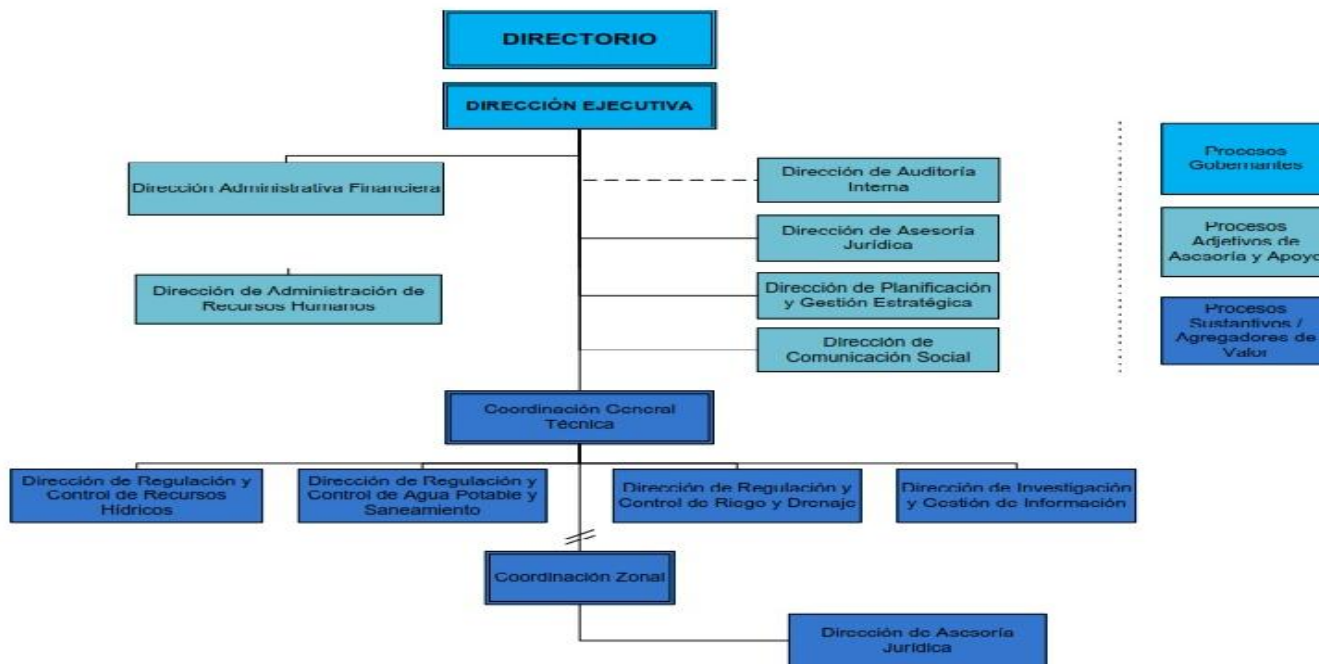 DIRECTORIO
DIRECCIÓN EJECUTIVA
Dirección Administrativa Financiera
Dirección de Administración de
Recursos Humanos
Dirección de Auditoría
Interna
Dirección de Asesoría
Jurídica
Dirección de Planificación
y Gestión Estratégica
Dirección de
Comunicación Social
Procesos
Gobernantes
Procesos
Adjetivos de
Asesoría y Apoyo
Procesos
Sustantivos /
Agregadores de
Valor
Coordinación General
Técnica
Dirección de Regulación y
Control de Recursos
Hídricos
Dirección de Regulación y
Control de Agua Potable y
Saneamiento
Dirección de Regulación y
Control de Riego y Drenaje
Dirección de Investigación
y Gestión de Información
Coordinación Zonal
Dirección de Asesoría
Jurídica